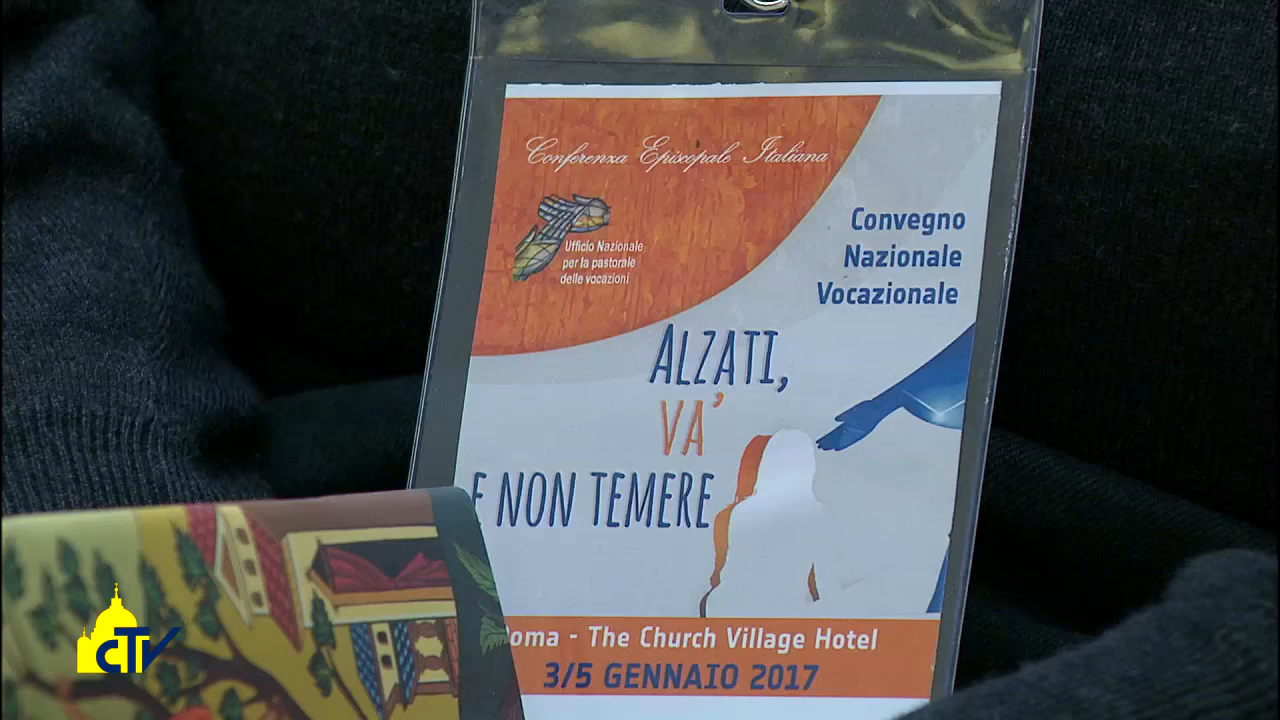 Conferenza Episcopale Italiana
Ufficio Nazionale
per la pastorale
delle vocazioni
Convegno
Nazionale
Vocazionale
ALZATI,
VA'
E NON TEMERE
oma - The Church Village Hotel
3/5 GENNAIO 2017
CTV